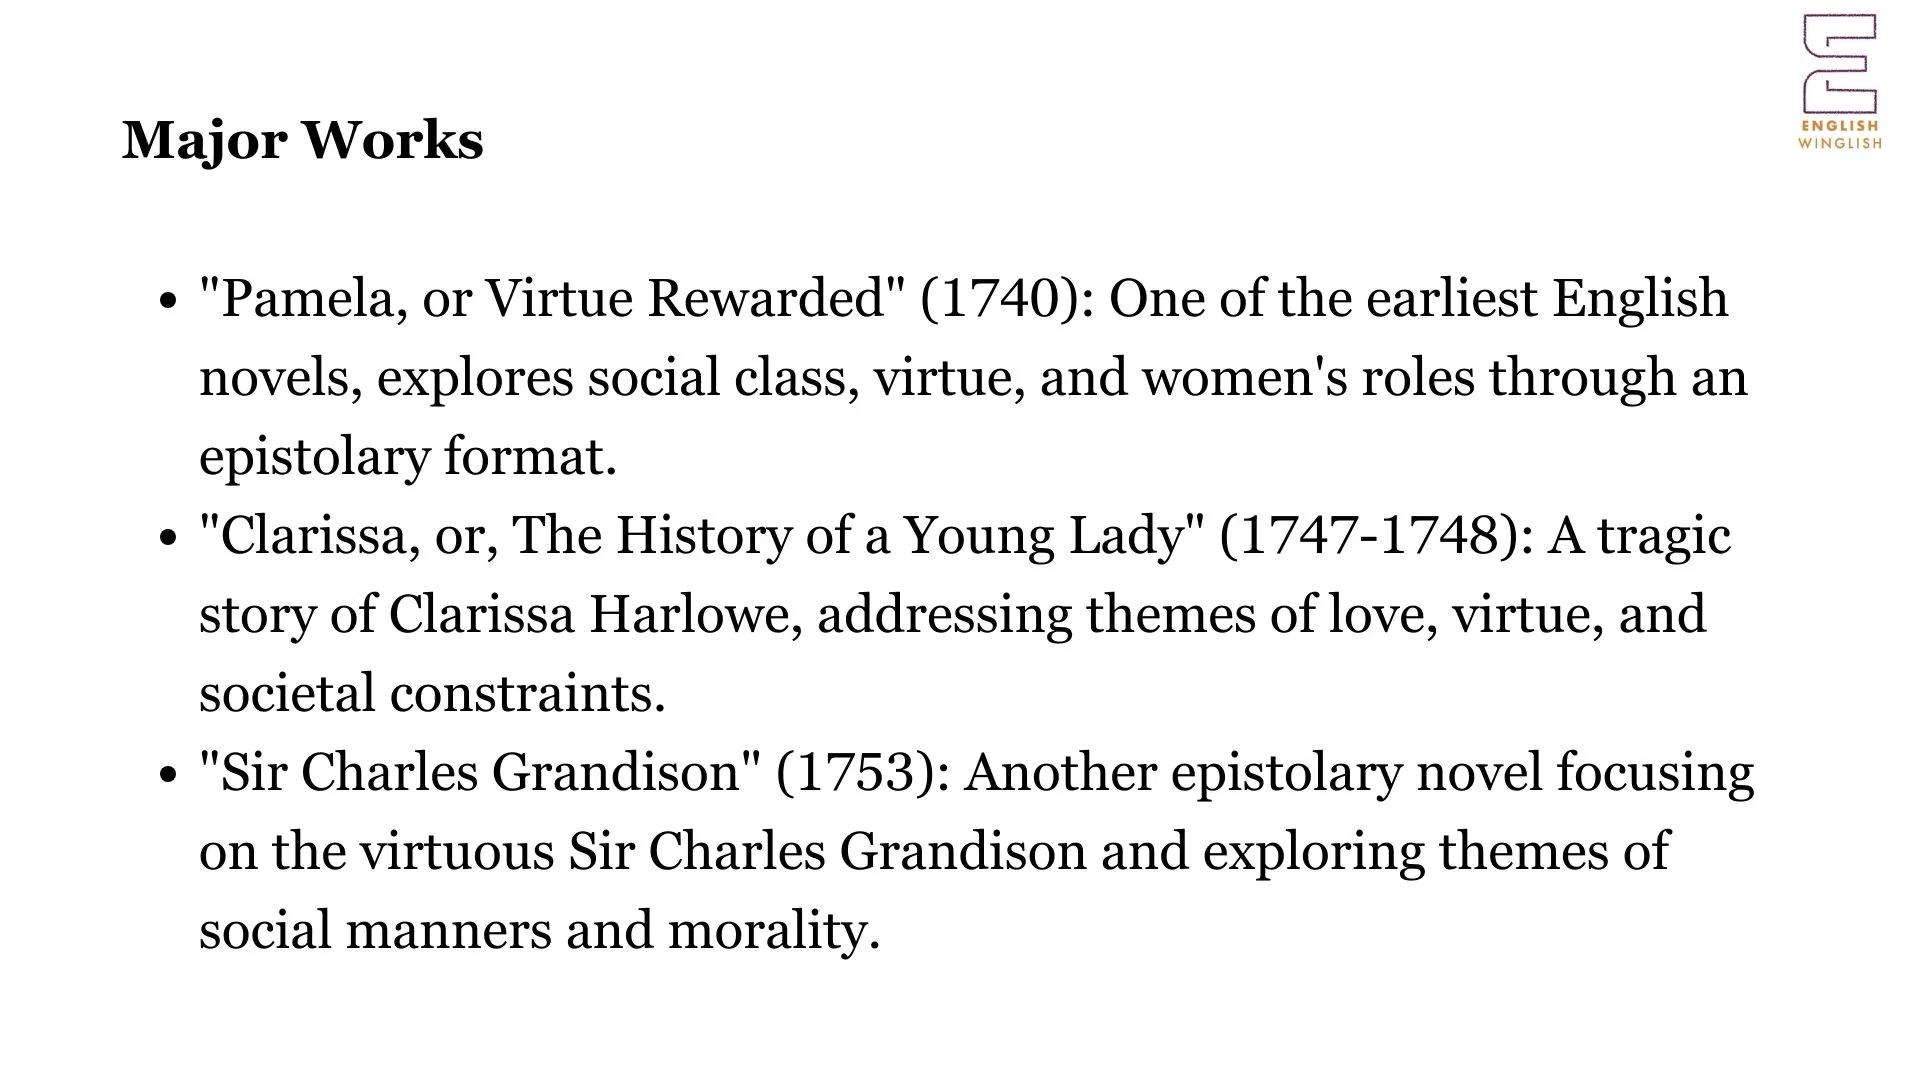 ENGLISH
WINGLISH
Major Works
• "Pamela, or Virtue Rewarded" (1740): One of the earliest English
novels, explores social class, virtue, and women's roles through an
epistolary format.
• "Clarissa, or, The History of a Young Lady" (1747-1748): A tragic
story of Clarissa Harlowe, addressing themes of love, virtue, and
societal constraints.
• "Sir Charles Grandison" (1753): Another epistolary novel focusing
on the virtuous Sir Charles Grandison and exploring themes of
social manners and morality.